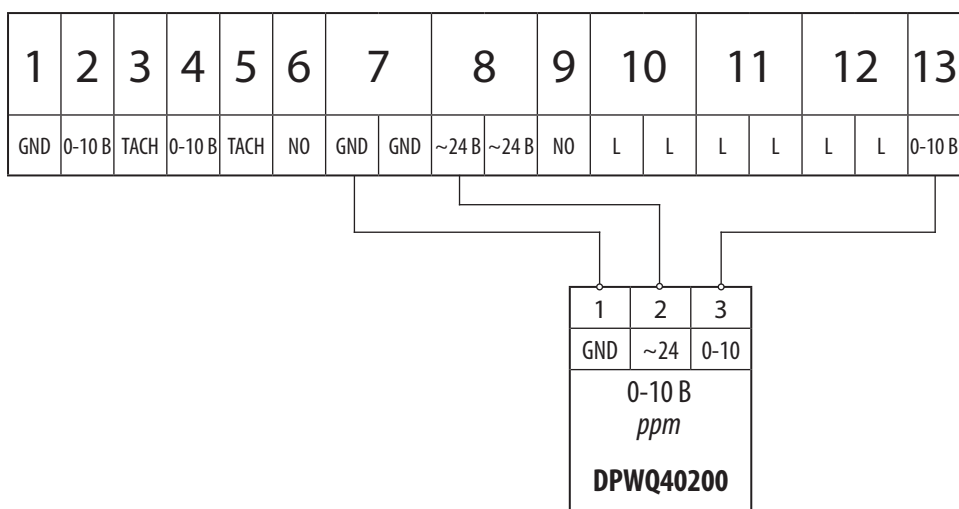 1 2 3 4 5 6 7 8 9 10 11 12 13
GND 0-10 В TACH 0-10 В TACH NO GND GND ~24 В ~24 В NO L L L L L L 0-10 В
1 2 3
GND ~24 0-10
0-10 В
ppm
DPWQ40200